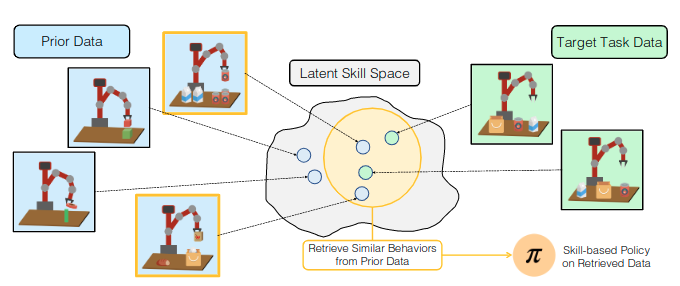 Prior Data
Target Task Data
Latent Skill Space
Retrieve Similar Behaviors
from Prior Data
π
Skill-based Policy
on Retrieved Data